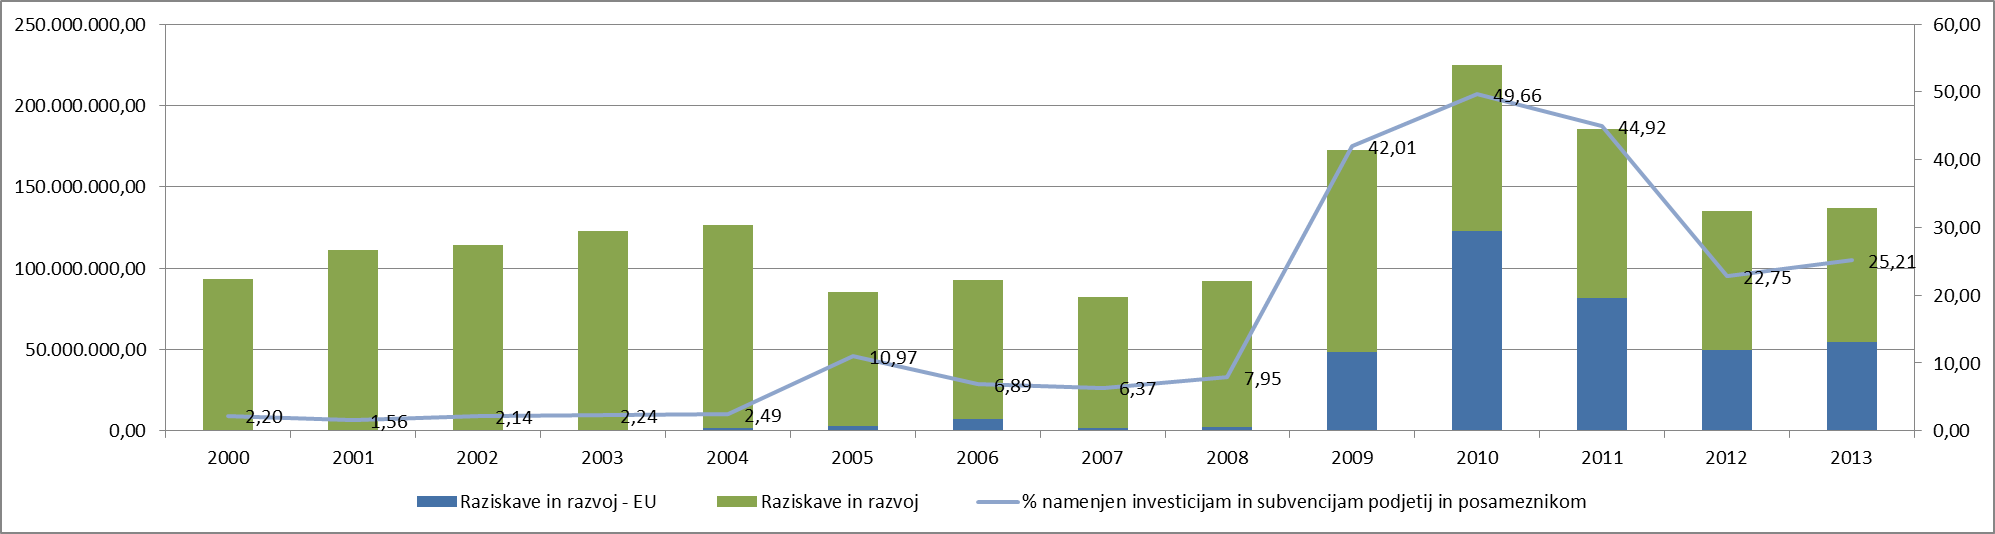 250.000.000,00 60,00
200.000.000,00 50,00
150.000.000,00 40,00
100.000.000,00 30,00
50.000.000,00 20,00
0,00 10,00
0,00
2,20 1,56 2,14 2,24 2,49 10,97 6,89 6,37 7,95 42,01 49,66 44,92 22,75 25,21
2000 2001 2002 2003 2004 2005 2006 2007 2008 2009 2010 2011 2012 2013
Raziskave in razvoj - EU Raziskave in razvoj % namenjen investicijam in subvencijam podjetij in posameznikom